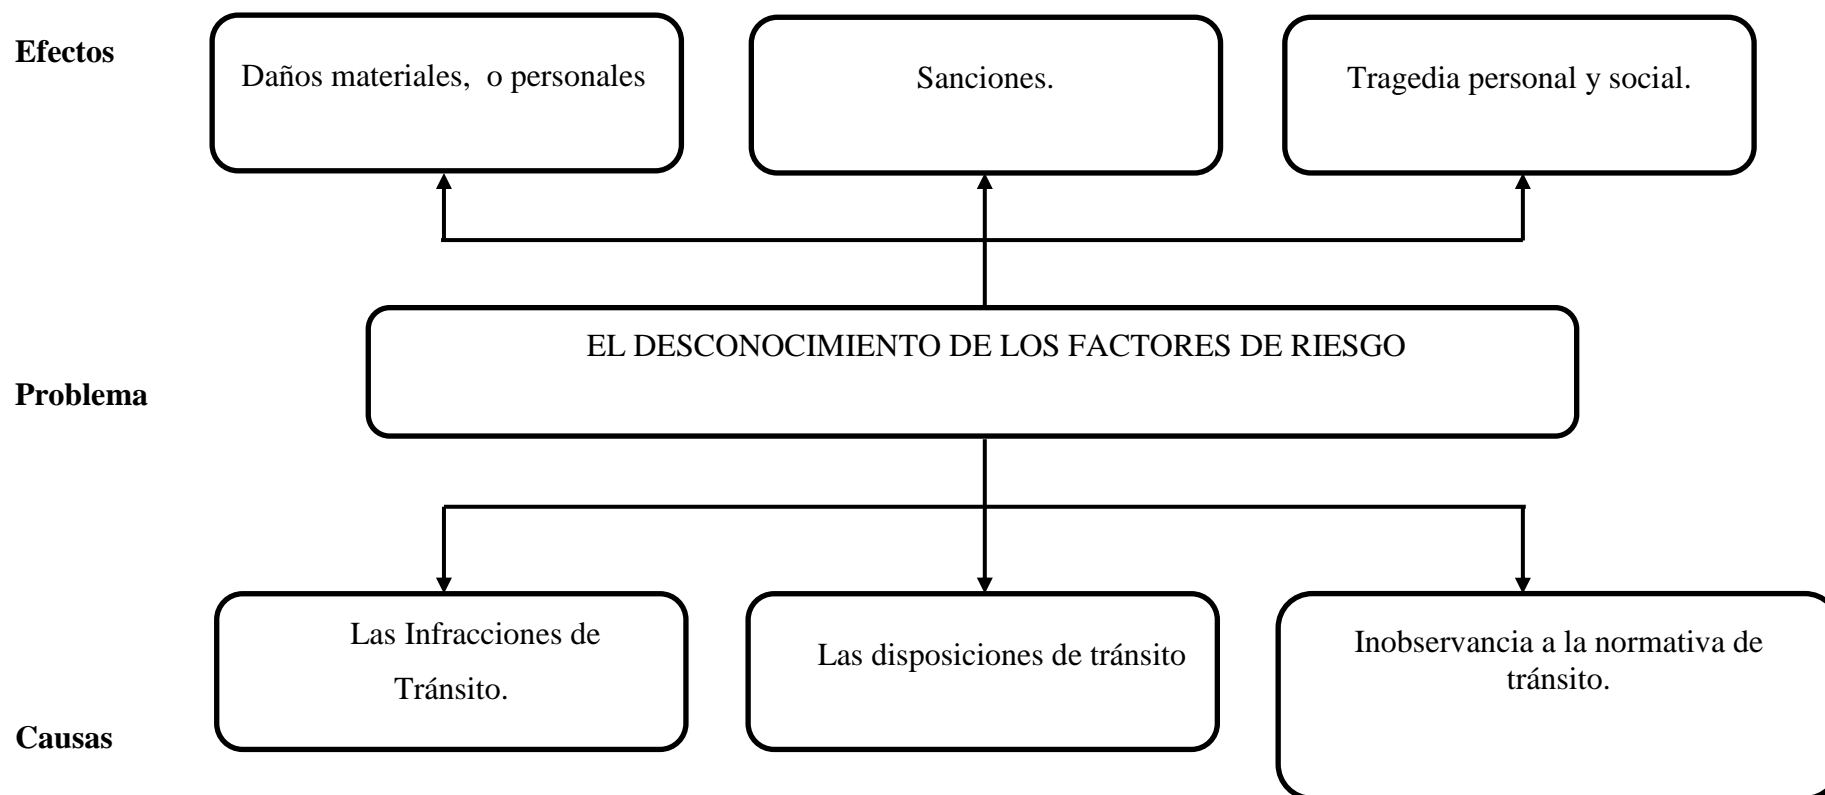 Efectos
Daños materiales,  o personales
Sanciones.
Tragedia personal y social.
EL DESCONOCIMIENTO DE LOS FACTORES DE RIESGO
Problema
Las Infracciones de
Tránsito.
Las disposiciones de tránsito
Inobservancia a la normativa de
tránsito.
Causas